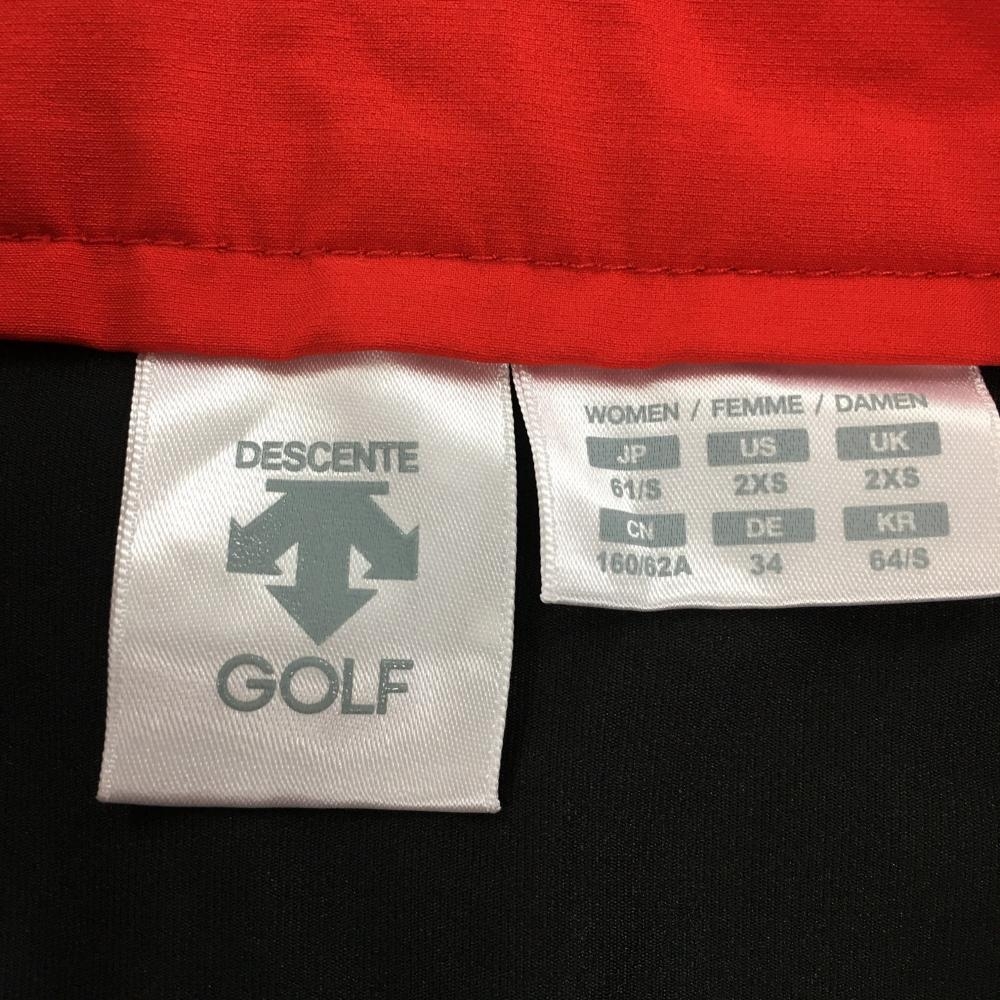 DESCENTE
GOLF
WOMEN / FEMME / DAMEN
JP US UK
61/S 2XS 2XS
CN DE KR
160/62A 34 64/S